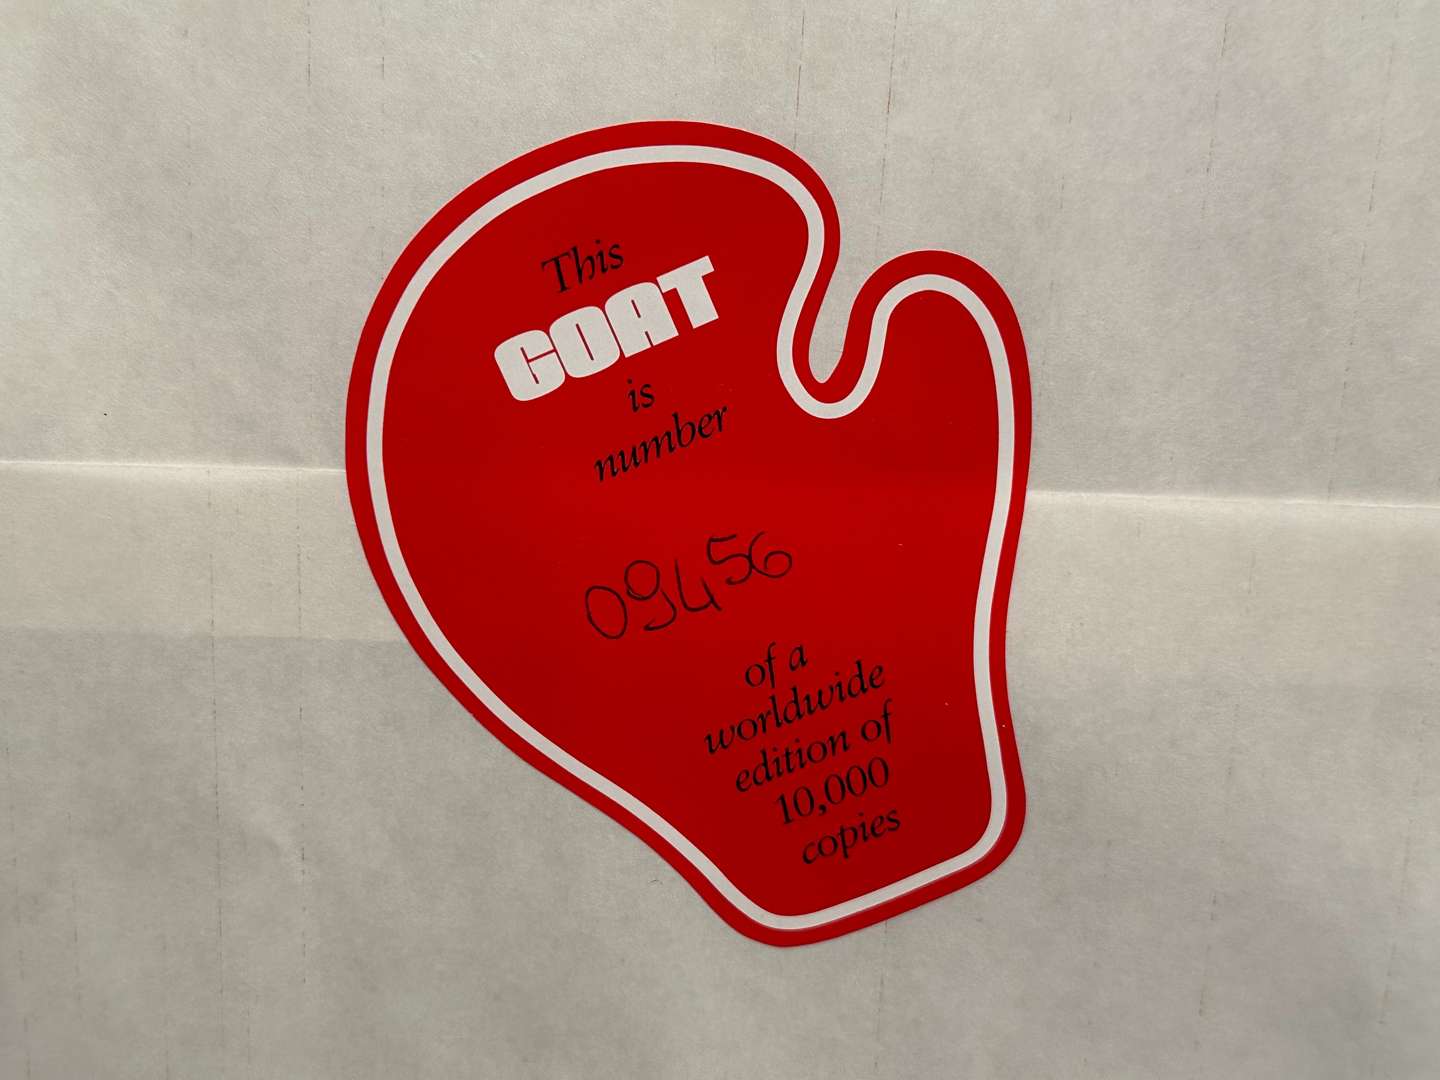 This
GOAT
is
number
09456
of a
worldwide
edition of
10,000
copies